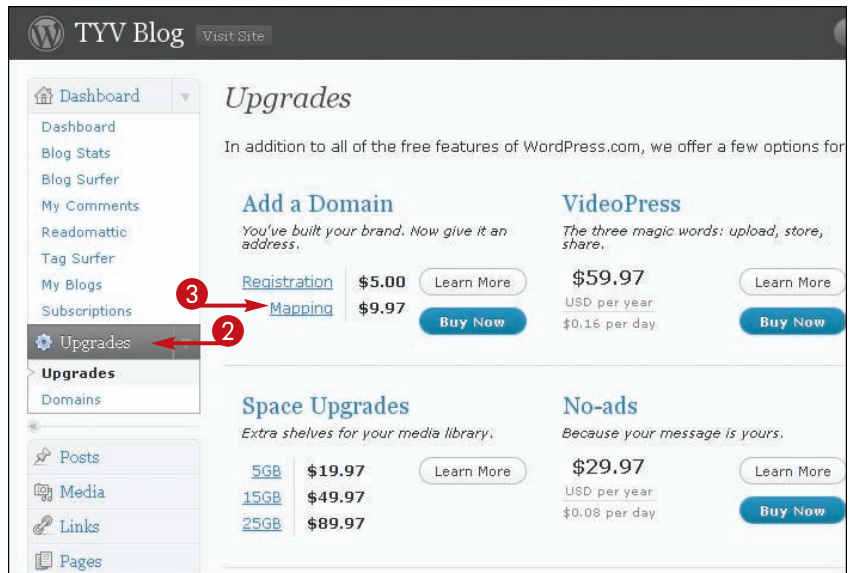 TYV Blog Visit Site
Dashboard
Dashboard
Blog Stats
Blog Surfer
My Comments
Readomattic
Tag Surfer
My Blogs
Subscriptions
Upgrades
Upgrades
Domains
Posts
Media
Links
Pages
3
2
Upgrades
In addition to all of the free features of WordPress.com, we offer a few options for
Add a Domain
You've built your brand. Now give it an
address.
Registration $5.00 Learn More
Mapping $9.97
Buy Now
VideoPress
The three magic words: upload, store,
share.
$59.97 Learn More
USD per year
$0.16 per day Buy Now
Space Upgrades
Extra shelves for your media library.
5GB $19.97 Learn More
15GB $49.97
25GB $89.97
No-ads
Because your message is yours.
$29.97 Learn More
USD per year
$0.08 per day Buy Now